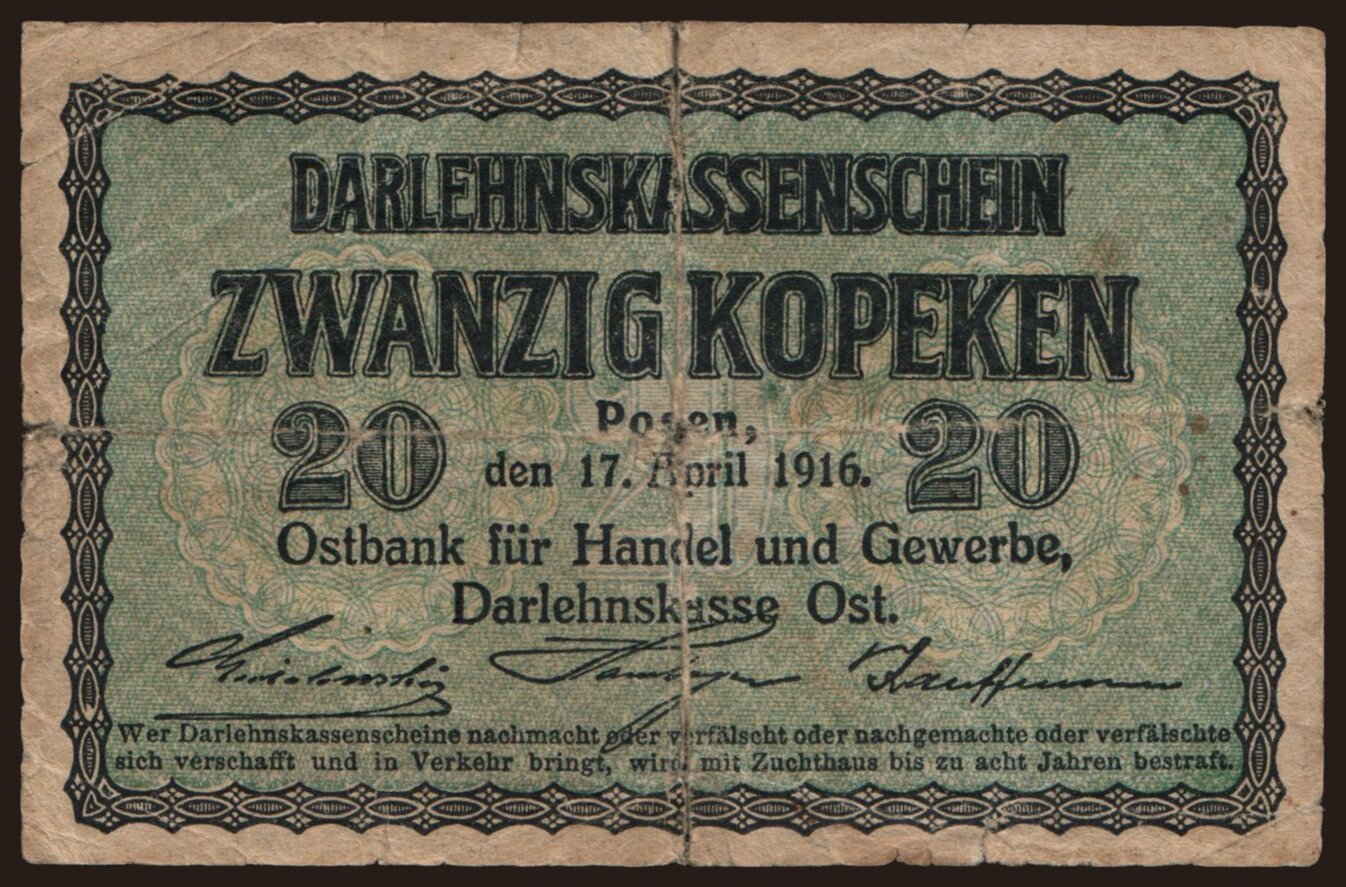 DARLEHNSKASSENSCHEIN
ZWANZIG KOPEKEN
20 Posen, 20
den 17. April 1916.
Ostbank für Handel und Gewerbe,
Darlehnskasse Ost.
Kauffmann
Wer Darlehnskassenscheine nachmacht oder verfälscht oder nachgemachte oder verfälschte
sich verschafft und in Verkehr bringt, wird mit Zuchthaus bis zu acht Jahren bestraft.